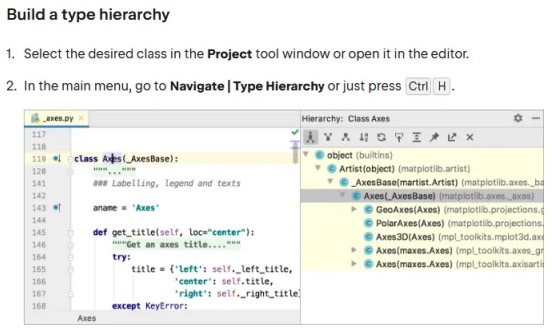 Build a type hierarchy
1. Select the desired class in the Project tool window or open it in the editor.
2. In the main menu, go to Navigate | Type Hierarchy or just press Ctrl H .
_axes.py
117
118
119 class Axes(_AxesBase):
120 """..."""
141 ### Labelling, legend and texts
142
143 aname = 'Axes'
144
145 def get_title(self, loc="center"):
146 """Get an axes title...."""
164 try:
165 title = {'left': self._left_title,
166 'center': self.title,
167 'right': self._right_title
168 except KeyError:
Axes
Hierarchy: Class Axes
object (builtins)
Artist(object) (matplotlib.artist)
_AxesBase(martist.Artist) (matplotlib.axes._ba
Axes(_AxesBase) (matplotlib.axes._axes)
GeoAxes(Axes) (matplotlib.projections.g
PolarAxes(Axes) (matplotlib.projections.
Axes3D(Axes) (mpl_toolkits.mplot3d.axe
Axes(maxes.Axes) (mpl_toolkits.axes_gr
Axes(maxes.Axes) (mpl_toolkits.axisartis